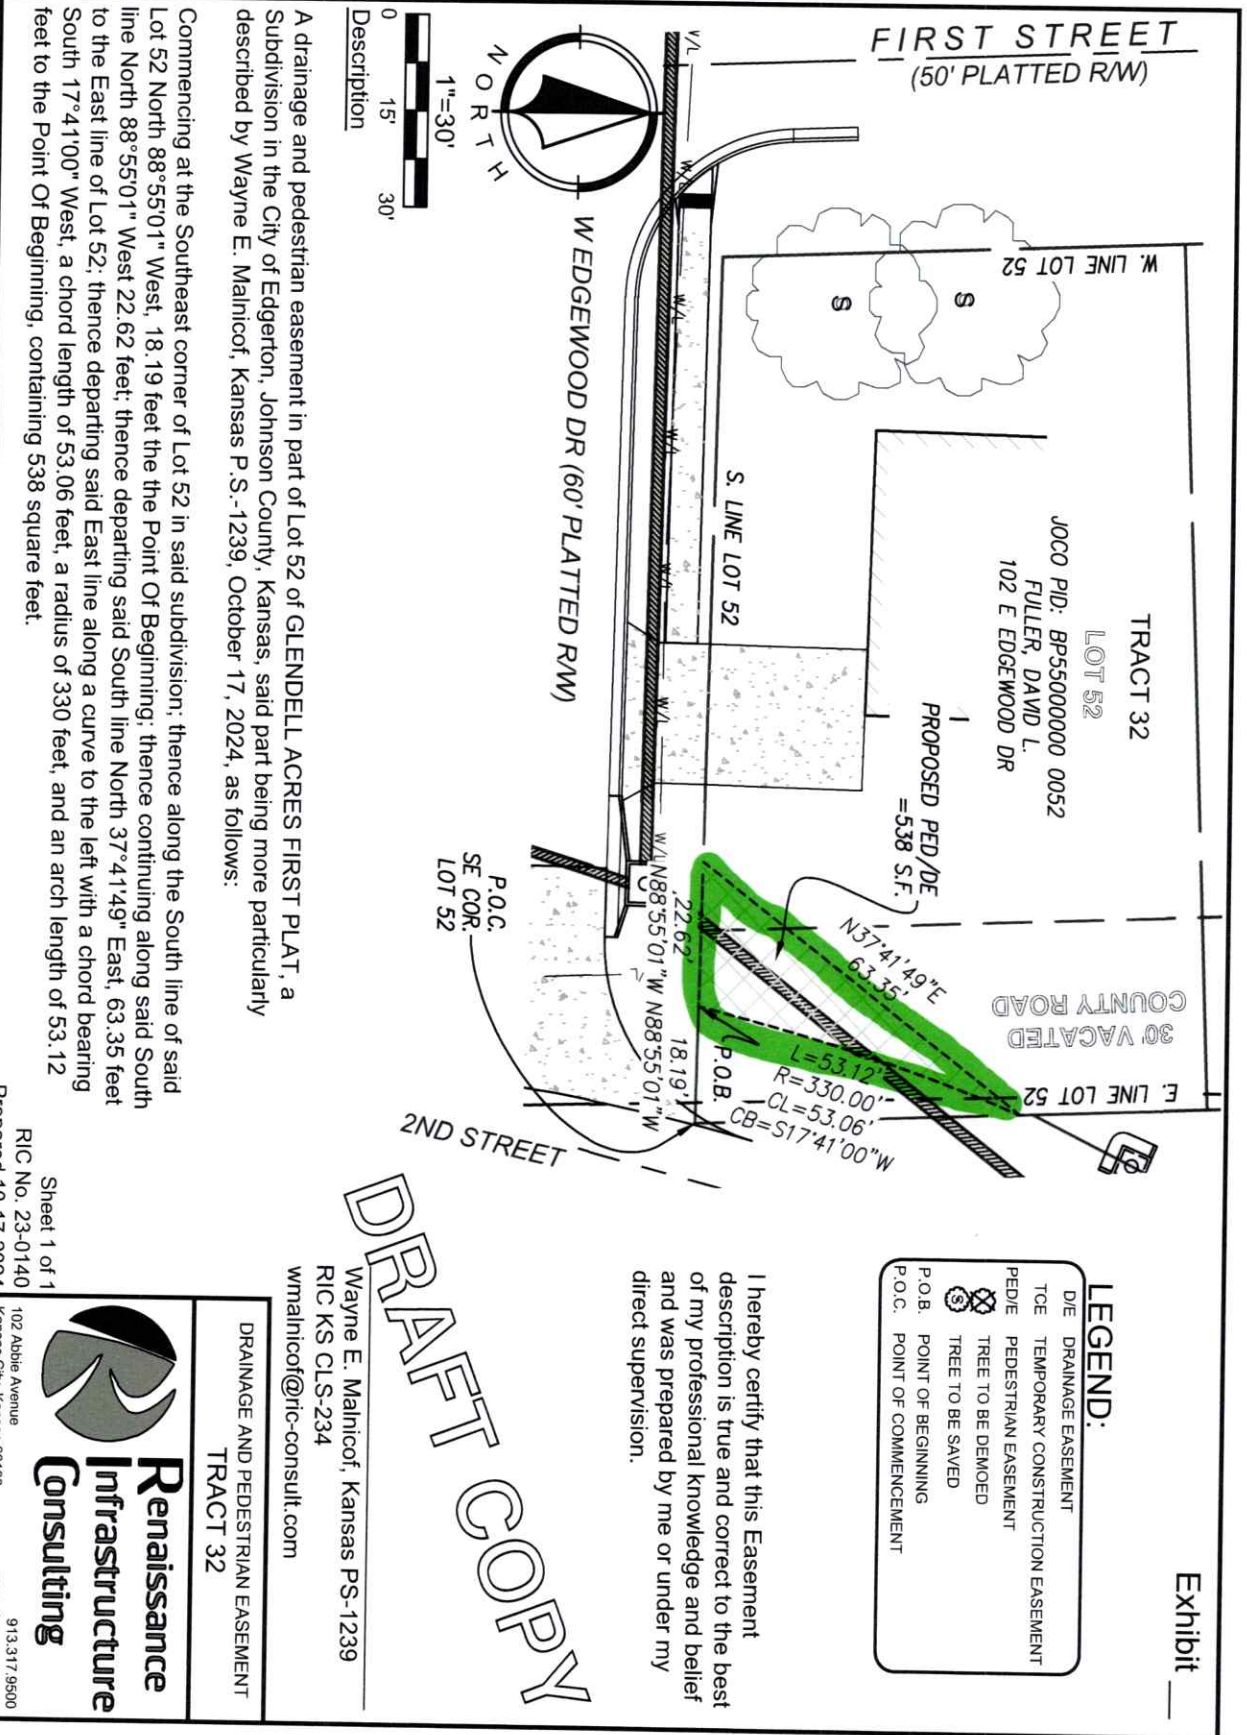 Exhibit __
LEGEND:
D/E DRAINAGE EASEMENT
TCE TEMPORARY CONSTRUCTION EASEMENT
PED/E PEDESTRIAN EASEMENT
TREE TO BE DEMOED
S TREE TO BE SAVED
P.O.B. POINT OF BEGINNING
P.O.C. POINT OF COMMENCEMENT
FIRST STREET
(50' PLATTED R/W)
W. LINE LOT 52
S
S
TRACT 32
LOT 52
JOCO PID: BP55000000 0052
FULLER, DAVID L.
102 E EDGEWOOD DR
PROPOSED PED/DE
=538 S.F.
30' VACATED
COUNTY ROAD
E. LINE LOT 52
N37°41'49"E
63.35'
S. LINE LOT 52
L=53.12'
R=330.00'
CL=53.06'
CB=S17°41'00"W
P.O.B.
22.62'
18.19'
N88°55'01"W N88°55'01"W
W/L
W/L
W/L
W/L
W/L
W/L
W/L
W/L
WEDGEWOOD DR (60' PLATTED R/W)
P.O.C.
SE COR.
LOT 52
2ND STREET
NORTH
1"=30'
0 15' 30'
I hereby certify that this Easement
description is true and correct to the best
of my professional knowledge and belief
and was prepared by me or under my
direct supervision.
DRAFT COPY
Wayne E. Malnicof, Kansas PS-1239
RIC KS CLS-234
wmalnicof@ric-consult.com
Description
A drainage and pedestrian easement in part of Lot 52 of GLENDELL ACRES FIRST PLAT, a
Subdivision in the City of Edgerton, Johnson County, Kansas, said part being more particularly
described by Wayne E. Malnicof, Kansas P.S.-1239, October 17, 2024, as follows:
Commencing at the Southeast corner of Lot 52 in said subdivision; thence along the South line of said
Lot 52 North 88°55'01" West, 18.19 feet the the Point Of Beginning; thence continuing along said South
line North 88°55'01" West 22.62 feet; thence departing said South line North 37°41'49" East, 63.35 feet
to the East line of Lot 52; thence departing said East line along a curve to the left with a chord bearing
South 17°41'00" West, a chord length of 53.06 feet, a radius of 330 feet, and an arch length of 53.12
feet to the Point Of Beginning, containing 538 square feet.
DRAINAGE AND PEDESTRIAN EASEMENT
TRACT 32
Sheet 1 of 1
RIC No. 23-0140
Renaissance
Infrastructure
Consulting
102 Abbie Avenue
913.317.9500